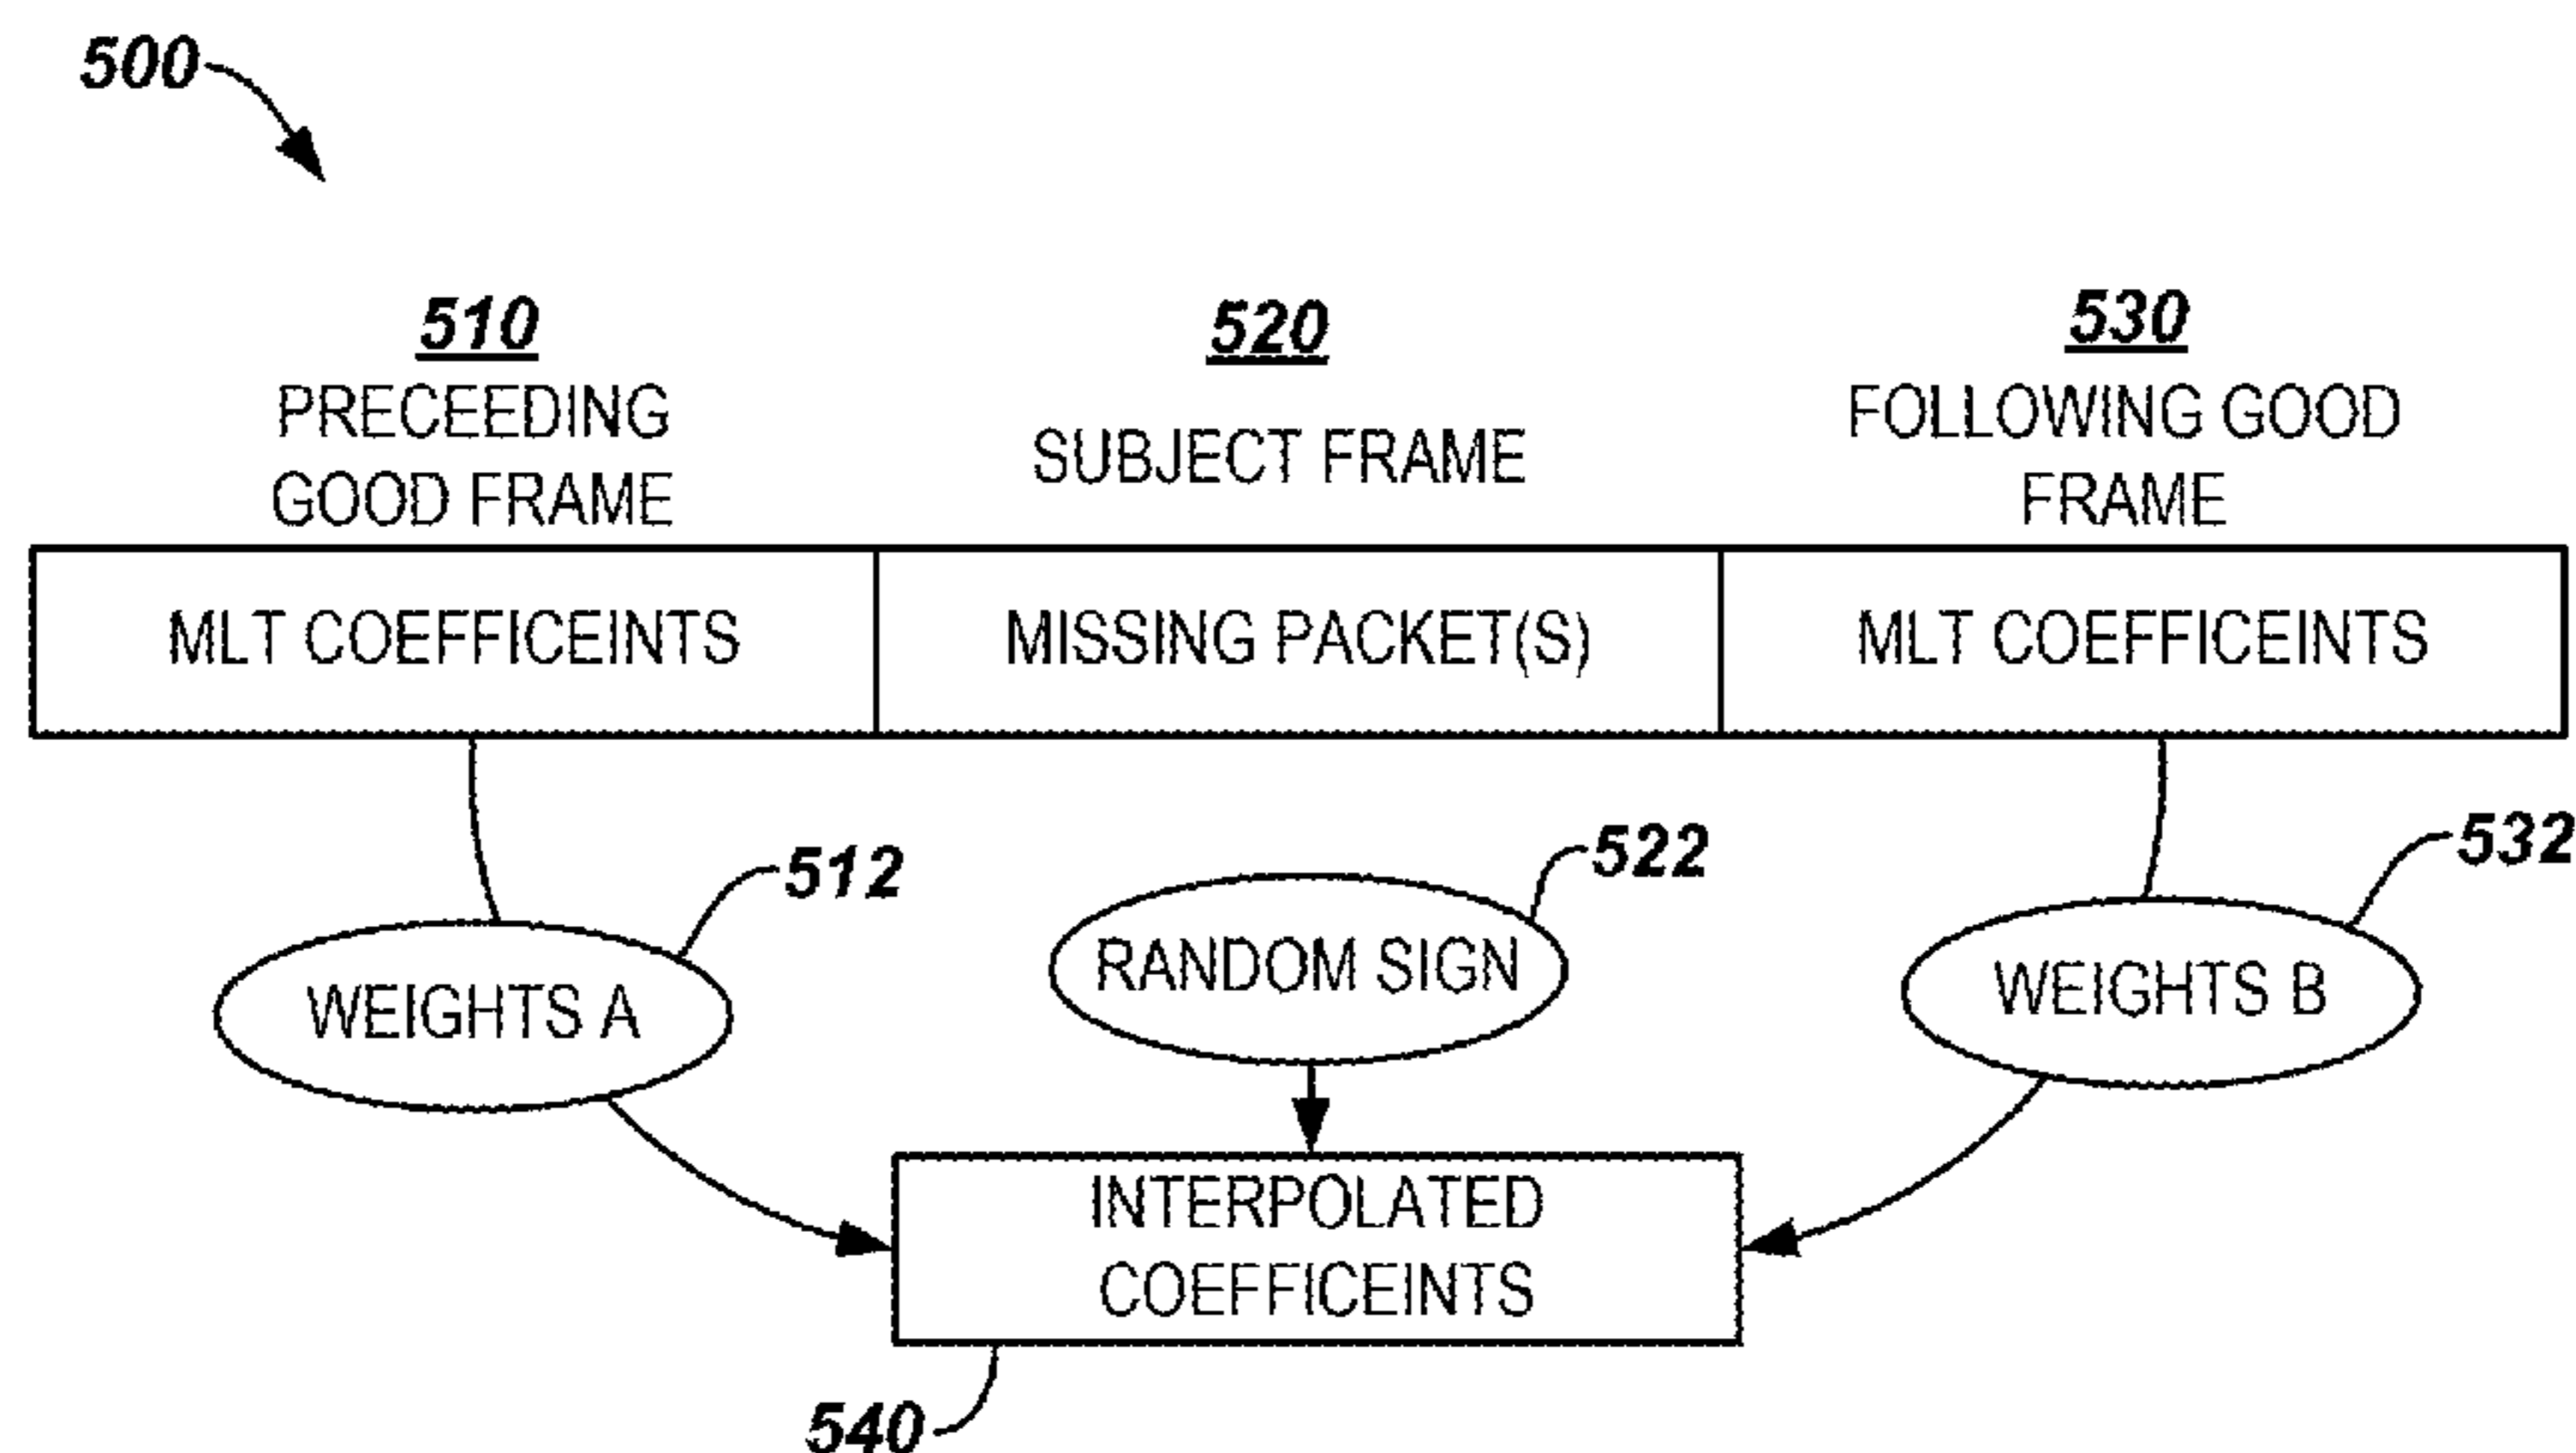 500
510
PRECEEDING
GOOD FRAME
520
SUBJECT FRAME
530
FOLLOWING GOOD
FRAME
MLT COEFFICEINTS
MISSING PACKET(S)
MLT COEFFICEINTS
512
WEIGHTS A
522
RANDOM SIGN
532
WEIGHTS B
INTERPOLATED
COEFFICEINTS
540